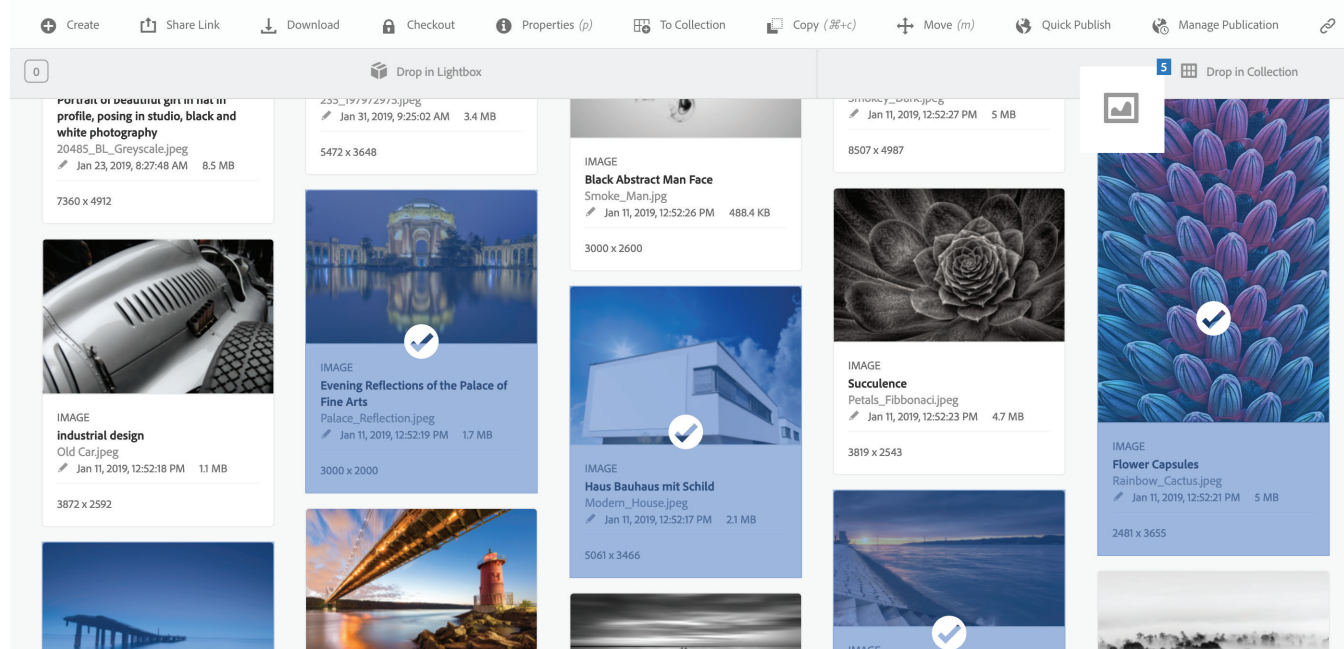 Create
Share Link
Download
Checkout
Properties (p)
To Collection
Copy (⌘+c)
Move (m)
Quick Publish
Manage Publication
0
Drop in Lightbox
5
Drop in Collection
Portrait of beautiful girl in hat in
profile, posing in studio, black and
white photography
20485_BL_Greyscale.jpeg
Jan 23, 2019, 8:27:48 AM 8.5 MB
7360 x 4912
IMAGE
industrial design
Old Car.jpeg
Jan 11, 2019, 12:52:18 PM 1.1 MB
3872 x 2592
235_197972975.jpeg
Jan 31, 2019, 9:25:02 AM 3.4 MB
5472 x 3648
IMAGE
Evening Reflections of the Palace of
Fine Arts
Palace_Reflection.jpeg
Jan 11, 2019, 12:52:19 PM 1.7 MB
3000 x 2000
IMAGE
Black Abstract Man Face
Smoke_Man.jpg
Jan 11, 2019, 12:52:26 PM 488.4 KB
3000 x 2600
IMAGE
Haus Bauhaus mit Schild
Modern_House.jpeg
Jan 11, 2019, 12:52:17 PM 2.1 MB
5061 x 3466
Smokey_Dark.jpeg
Jan 11, 2019, 12:52:27 PM 5 MB
8507 x 4987
IMAGE
Succulence
Petals_Fibbonaci.jpeg
Jan 11, 2019, 12:52:23 PM 4.7 MB
3819 x 2543
IMAGE
IMAGE
Flower Capsules
Rainbow_Cactus.jpeg
Jan 11, 2019, 12:52:21 PM 5 MB
2481 x 3655